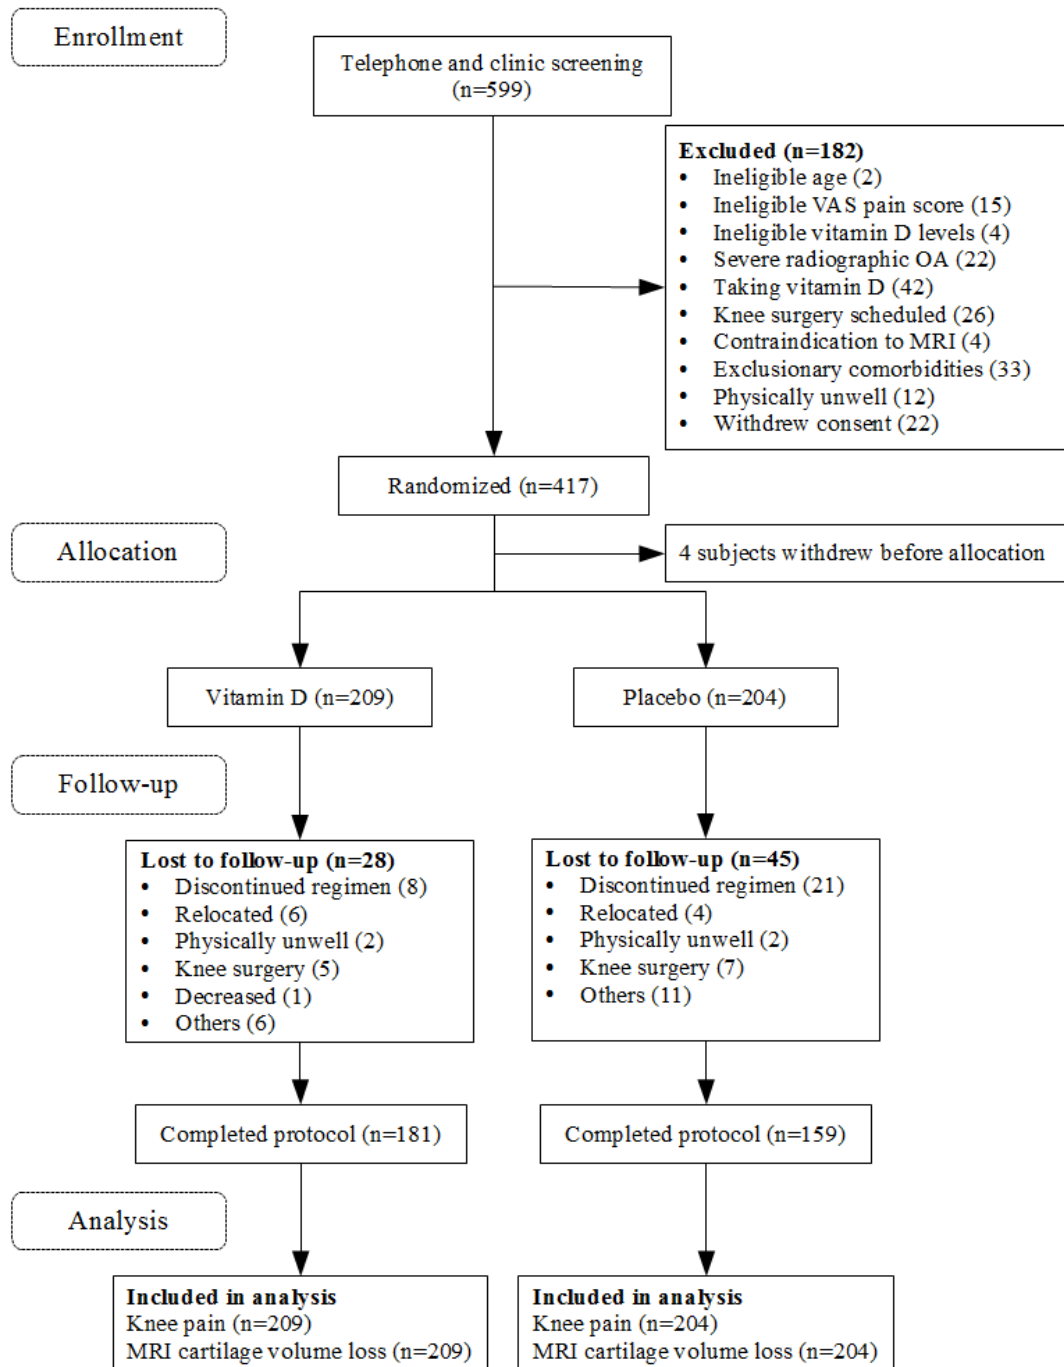 Enrollment
Telephone and clinic screening
(n=599)
Excluded (n=182)
• Ineligible age (2)
• Ineligible VAS pain score (15)
• Ineligible vitamin D levels (4)
• Severe radiographic OA (22)
• Taking vitamin D (42)
• Knee surgery scheduled (26)
• Contraindication to MRI (4)
• Exclusionary comorbidities (33)
• Physically unwell (12)
• Withdrew consent (22)
Randomized (n=417)
Allocation
4 subjects withdrew before allocation
Vitamin D (n=209)
Placebo (n=204)
Follow-up
Lost to follow-up (n=28)
• Discontinued regimen (8)
• Relocated (6)
• Physically unwell (2)
• Knee surgery (5)
• Decreased (1)
• Others (6)
Lost to follow-up (n=45)
• Discontinued regimen (21)
• Relocated (4)
• Physically unwell (2)
• Knee surgery (7)
• Others (11)
Completed protocol (n=181)
Completed protocol (n=159)
Analysis
Included in analysis
Knee pain (n=209)
MRI cartilage volume loss (n=209)
Included in analysis
Knee pain (n=204)
MRI cartilage volume loss (n=204)